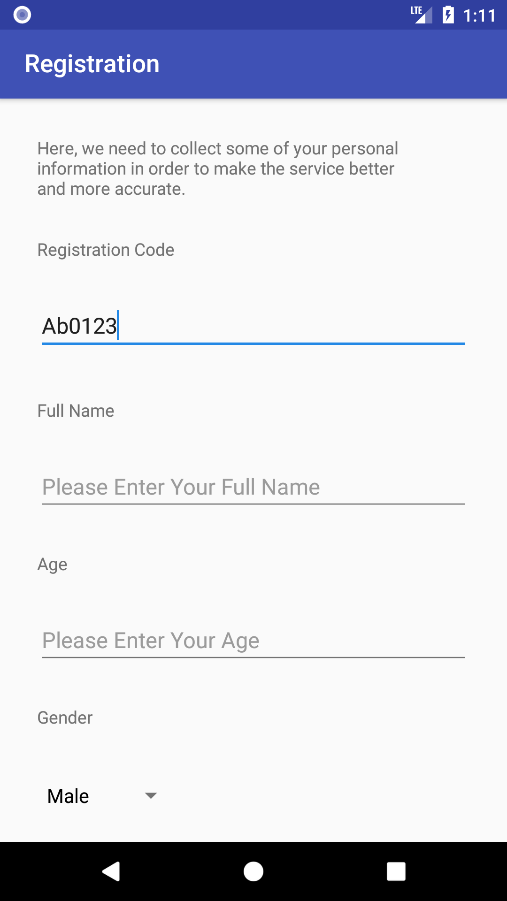 LTE 1:11
Registration
Here, we need to collect some of your personal
information in order to make the service better
and more accurate.
Registration Code
Ab0123
Full Name
Please Enter Your Full Name
Age
Please Enter Your Age
Gender
Male